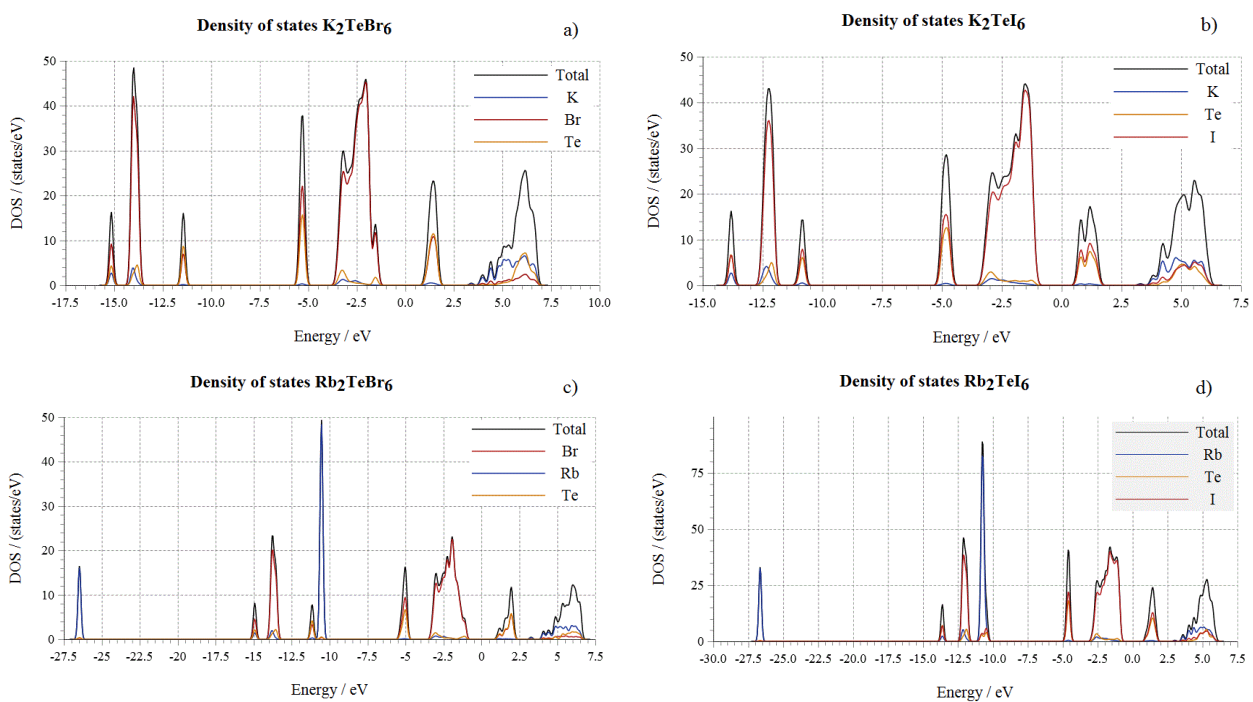 Density of states K2TeBr6
a)
50
40
30
20
10
0
DOS / (states/eV)
Total
K
Br
Te
-17.5 -15.0 -12.5 -10.0 -7.5 -5.0 -2.5 0.0 2.5 5.0 7.5 10.0
Energy / eV
Density of states K2TeI6
b)
50
40
30
20
10
0
DOS / (states/eV)
Total
K
Te
I
-15.0 -12.5 -10.0 -7.5 -5.0 -2.5 0.0 2.5 5.0 7.5
Energy / eV
Density of states Rb2TeBr6
c)
50
40
30
20
10
0
DOS / (states/eV)
Total
Br
Rb
Te
-27.5 -25 -22.5 -20 -17.5 -15 -12.5 -10 -7.5 -5 -2.5 0 2.5 5 7.5
Energy / eV
Density of states Rb2TeI6
d)
75
50
25
0
DOS / (states/eV)
Total
Rb
Te
I
-30.0 -27.5 -25.0 -22.5 -20.0 -17.5 -15.0 -12.5 -10.0 -7.5 -5.0 -2.5 0.0 2.5 5.0 7.5
Energy / eV